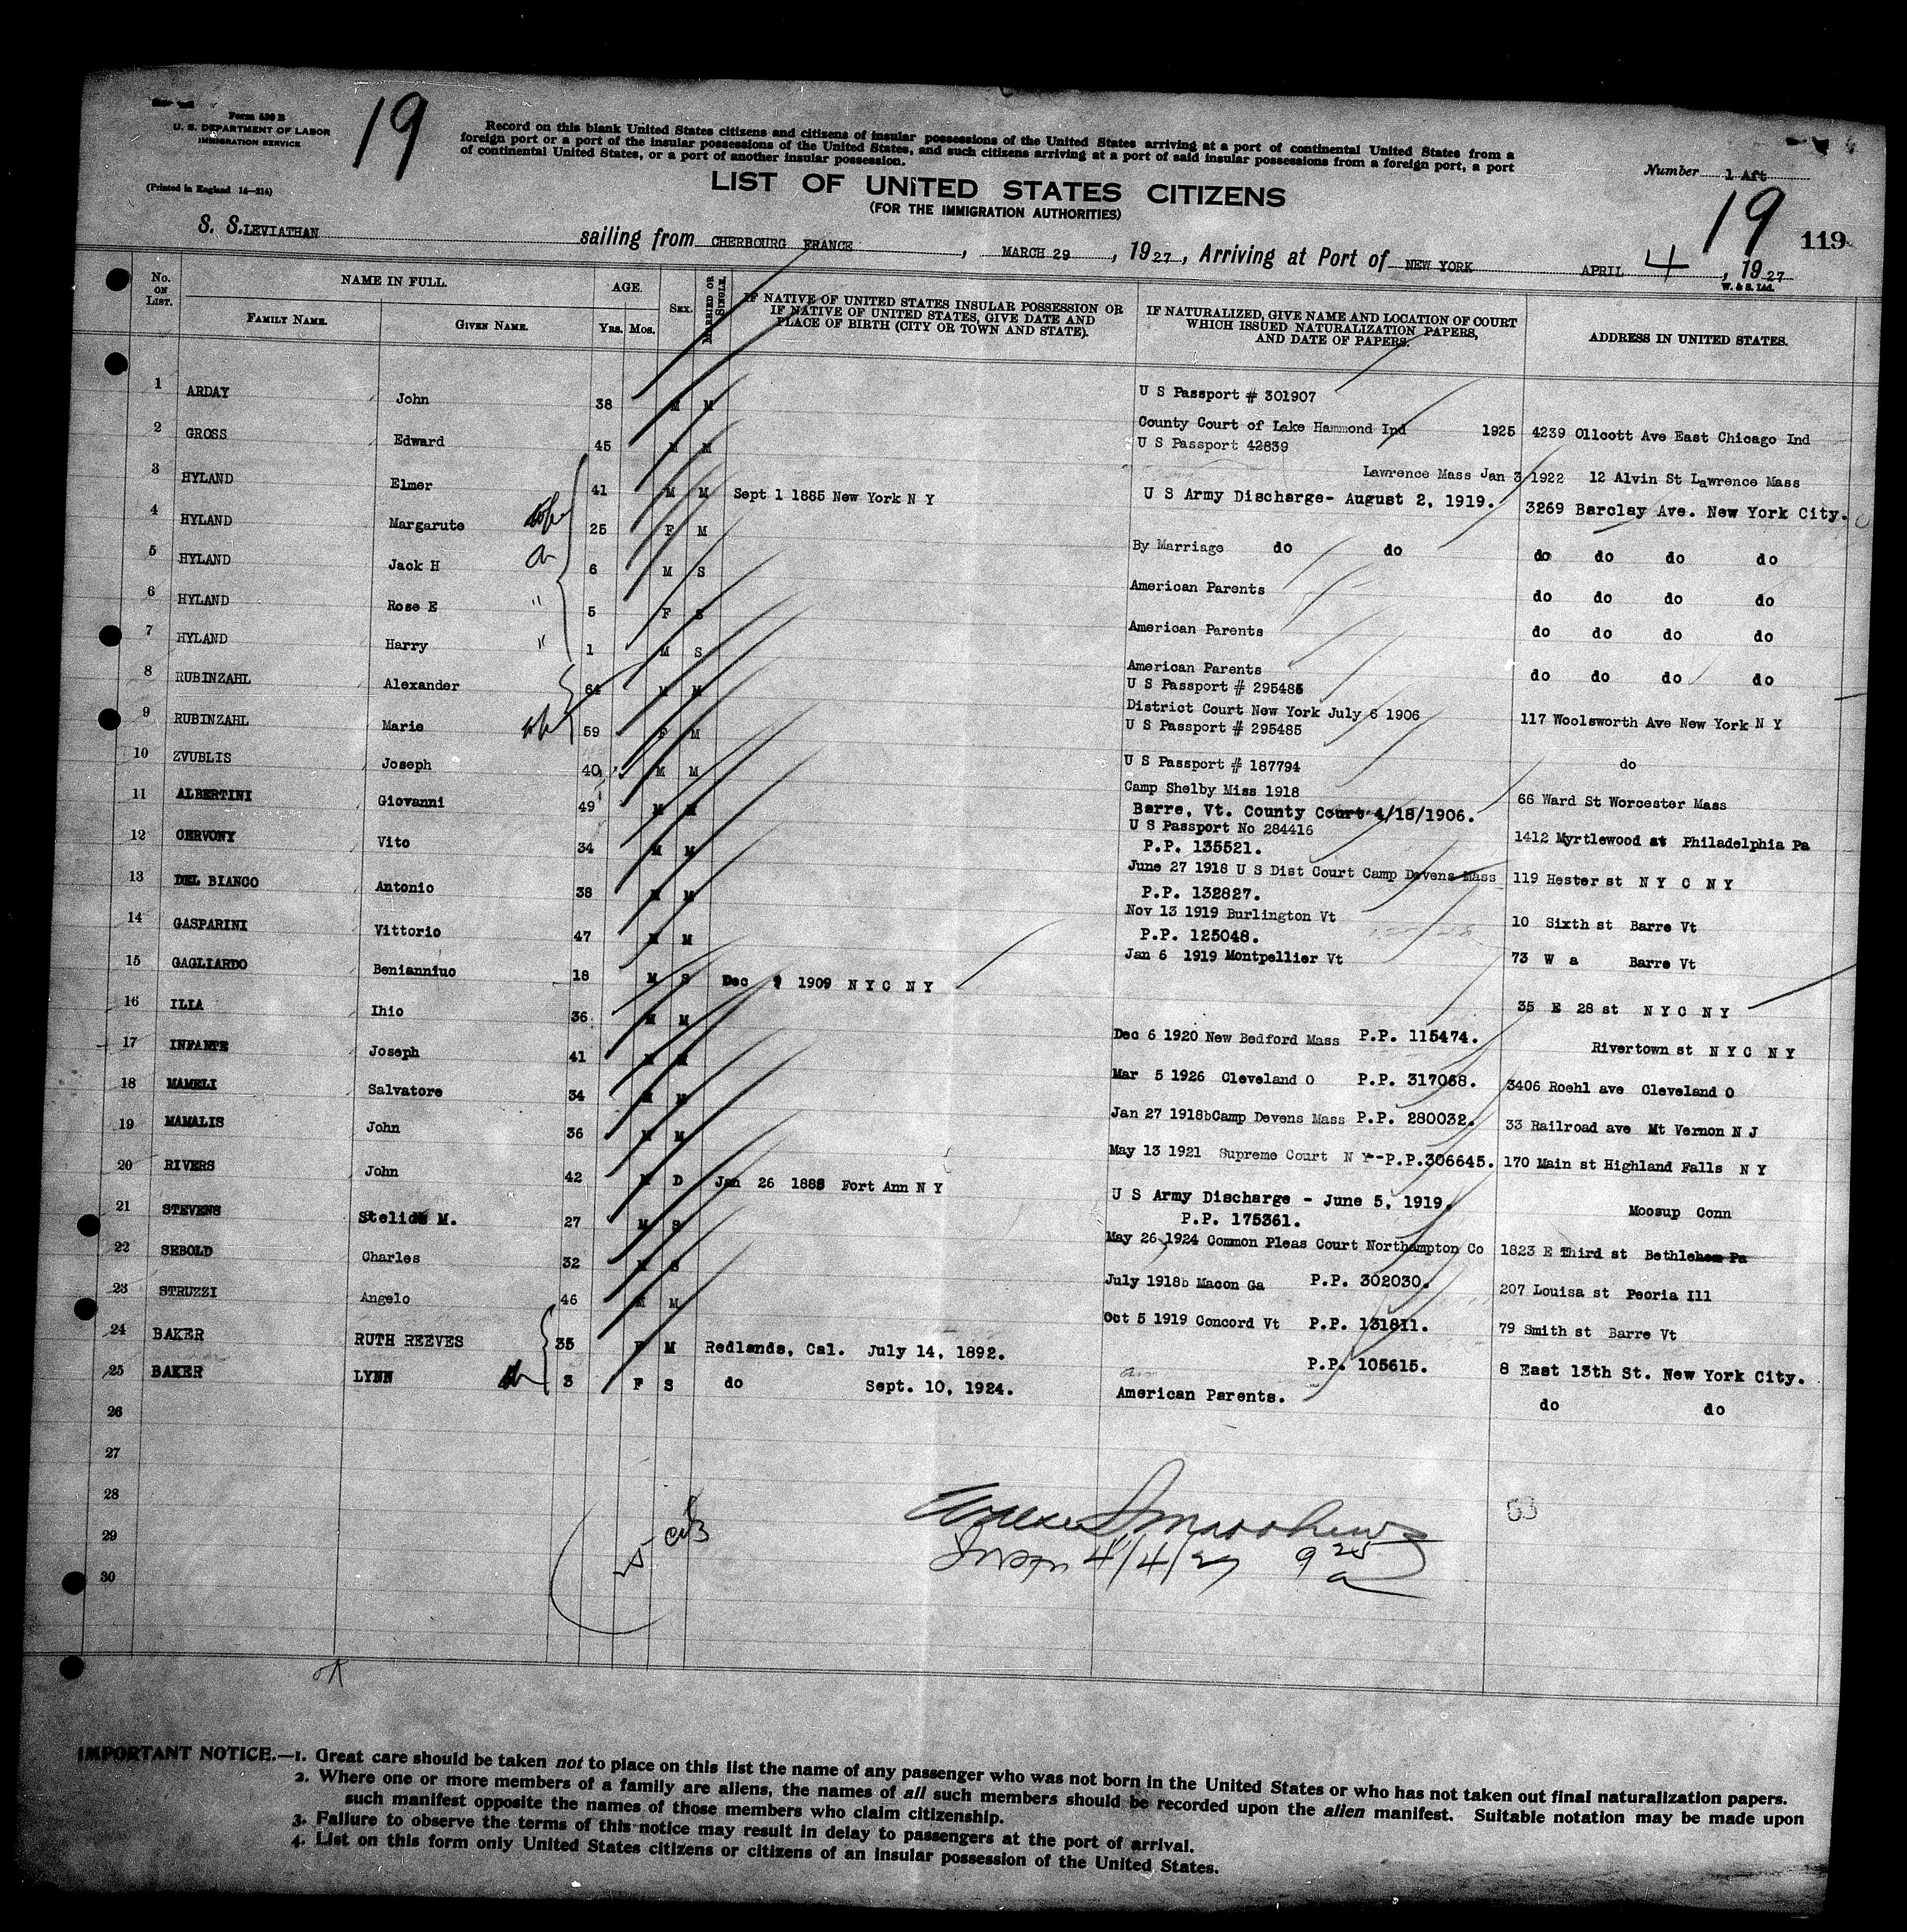 Form 630 B
U. S. DEPARTMENT OF LABOR
IMMIGRATION SERVICE
(Printed in England 14—214)
19
Record on this blank United States citizens and citizens of insular possessions of the United States arriving at a port of continental United States from a
foreign port or a port of the insular possessions of the United States, and such citizens arriving at a port of said insular possessions from a foreign port, a port
of continental United States, or a port of another insular possession.
Number 1 Aft
LIST OF UNITED STATES CITIZENS
(FOR THE IMMIGRATION AUTHORITIES)
19 119
S. S. LEVIATHAN sailing from CHERBOURG FRANCE, MARCH 29, 1927, Arriving at Port of NEW YORK APRIL 4, 1927
W. & S. Ltd.
No. ON LIST. NAME IN FULL. FAMILY NAME. GIVEN NAME. AGE. Yrs. Mos. SEX. MARRIED OR SINGLE. IF NATIVE OF UNITED STATES INSULAR POSSESSION OR IF NATIVE OF UNITED STATES, GIVE DATE AND PLACE OF BIRTH (CITY OR TOWN AND STATE). IF NATURALIZED, GIVE NAME AND LOCATION OF COURT WHICH ISSUED NATURALIZATION PAPERS, AND DATE OF PAPERS. ADDRESS IN UNITED STATES.
1 ARDAY John 38 M M U S Passport # 301907
County Court of Lake Hammond Ind 1925 4239 Ollcott Ave East Chicago Ind
2 GROSS Edward 45 M M U S Passport 42839
Lawrence Mass Jan 3 1922 12 Alvin St Lawrence Mass
3 HYLAND Elmer 41 M M Sept 1 1885 New York N Y U S Army Discharge- August 2, 1919. 3269 Barclay Ave. New York City.
4 HYLAND Margarute 25 F M By Marriage do do do do do do
5 HYLAND Jack H 6 M S American Parents do do do do
6 HYLAND Rose E " 5 F S American Parents do do do do
7 HYLAND Harry " 1 M S American Parents do do do do
8 RUBINZAHL Alexander 64 M M U S Passport # 295485
District Court New York July 6 1906 117 Woolsworth Ave New York N Y
9 RUBINZAHL Marie 59 F M U S Passport # 295485 do
10 ZVUBLIS Joseph 40 M M U S Passport # 187794
Camp Shelby Miss 1918 66 Ward St Worcester Mass
11 ALBERTINI Giovanni 49 M M Barre, Vt. County Court 4/18/1906.
U S Passport No 284416 1412 Myrtlewood st Philadelphia Pa
12 CERVONY Vito 34 M M P.P. 135521.
June 27 1918 U S Dist Court Camp Devens Mass 119 Hester st N Y C N Y
13 DEL BIANCO Antonio 38 M M P.P. 132827.
Nov 13 1919 Burlington Vt 10 Sixth st Barre Vt
14 GASPARINI Vittorio 47 M M P.P. 125048.
Jan 6 1919 Montpellier Vt 73 W a Barre Vt
15 GAGLIARDO Benianniuo 18 M S Dec 1909 N Y C N Y 35 E 28 st N Y C N Y
16 ILIA Ihio 36 M M Dec 6 1920 New Bedford Mass P.P. 115474. Rivertown st N Y C N Y
17 INFANTE Joseph 41 M M Mar 5 1926 Cleveland O P.P. 317068. 3406 Roehl ave Cleveland O
18 MAMELI Salvatore 34 M M Jan 27 1918bCamp Devens Mass P.P. 280032. 33 Railroad ave Mt Vernon N J
19 MAMALIS John 36 M M May 13 1921 Supreme Court N Y--P.P.306645. 170 Main st Highland Falls N Y
20 RIVERS John 42 M D Jan 26 1885 Fort Ann N Y U S Army Discharge - June 5, 1919. Moosup Conn
21 STEVENS M. 27 M S P.P. 175361.
May 26 1924 Common Pleas Court Northampton Co 1823 E Third st Bethlehem Pa
22 SEBOLD Charles 32 M S July 1918b Macon Ga P.P. 302030. 207 Louisa st Peoria Ill
23 STRUZZI Angelo 46 M M Oct 5 1919 Concord Vt P.P. 131811. 79 Smith st Barre Vt
24 BAKER RUTH REEVES 35 F M Redlands, Cal. July 14, 1892. P.P. 105615. 8 East 13th St. New York City.
25 BAKER LYNN 3 F S do Sept. 10, 1924. American Parents. do do
26
27
28
29
30
53
4/4/27 9 25 a
OK
IMPORTANT NOTICE.—1. Great care should be taken not to place on this list the name of any passenger who was not born in the United States or who has not taken out final naturalization papers.
2. Where one or more members of a family are aliens, the names of all such members should be recorded upon the alien manifest. Suitable notation may be made upon
such manifest opposite the names of those members who claim citizenship.
3. Failure to observe the terms of this notice may result in delay to passengers at the port of arrival.
4. List on this form only United States citizens or citizens of an insular possession of the United States.